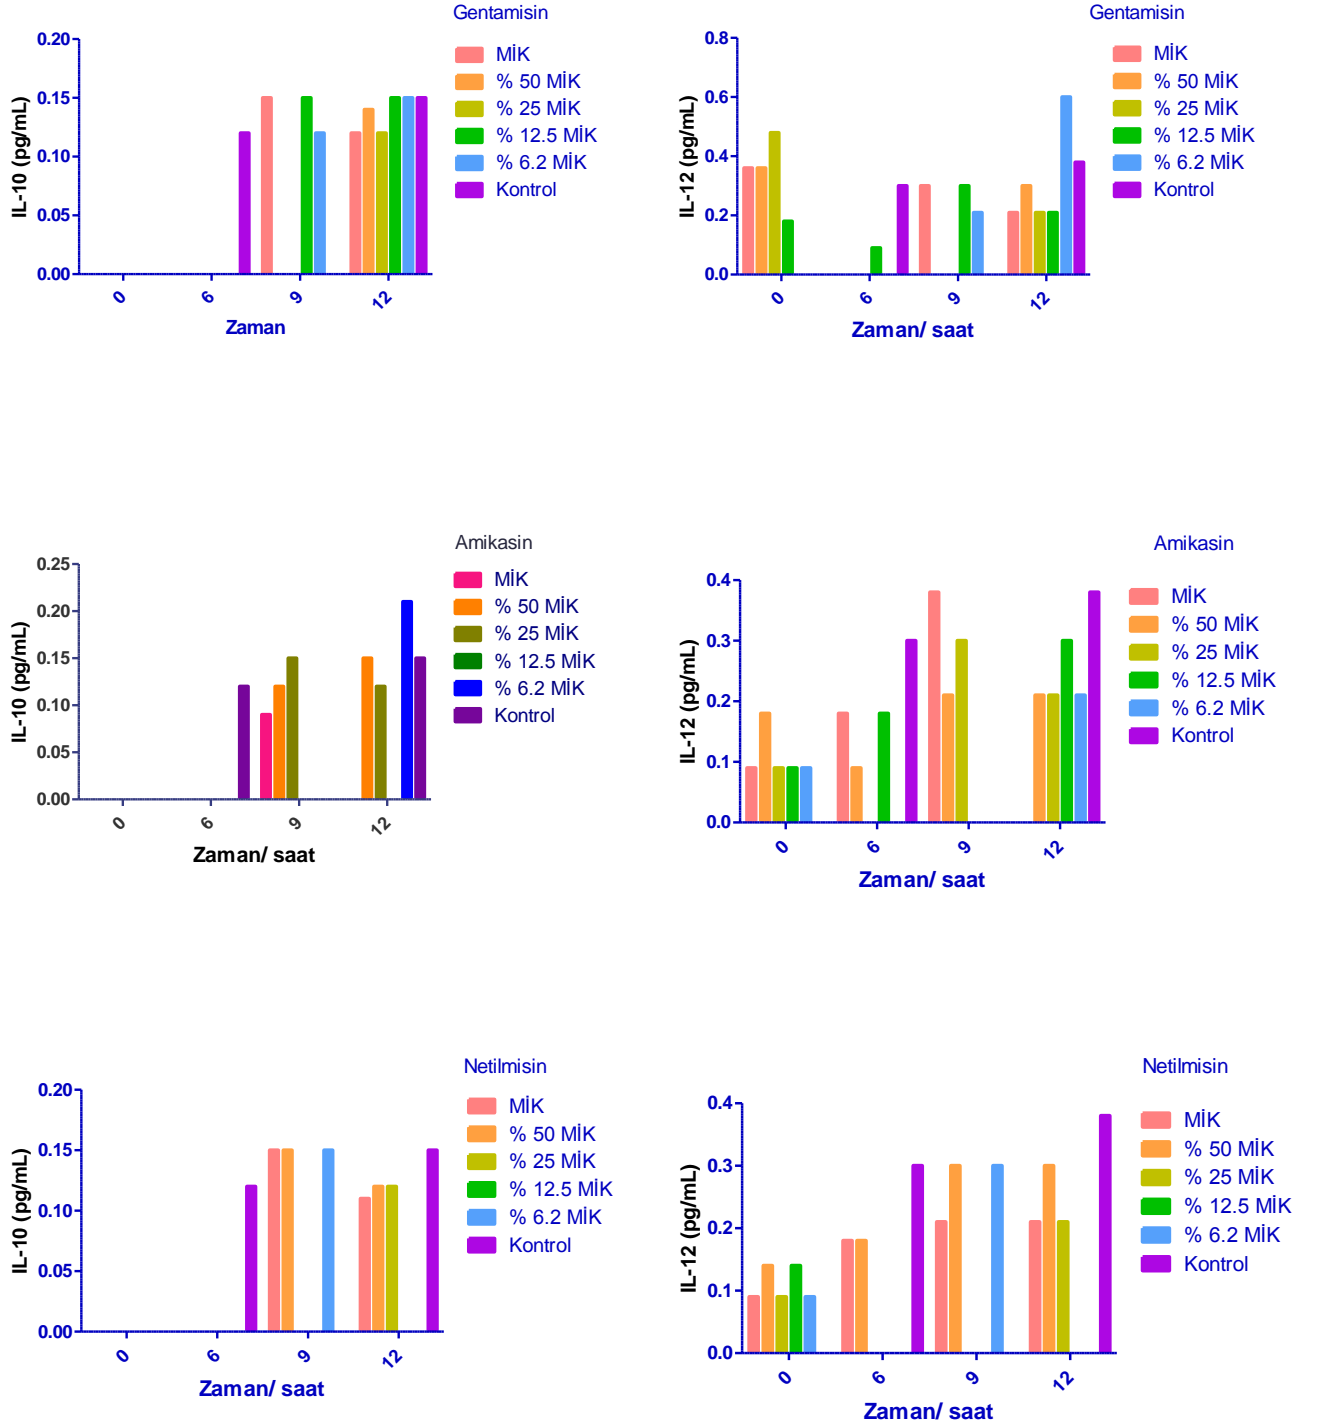 Gentamisin
0.20
0.15
0.10
0.05
0.00
IL-10 (pg/mL)
0
6
9
12
Zaman
MİK
% 50 MİK
% 25 MİK
% 12.5 MİK
% 6.2 MİK
Kontrol
Gentamisin
0.8
0.6
0.4
0.2
0.0
IL-12 (pg/mL)
0
6
9
12
Zaman/ saat
MİK
% 50 MİK
% 25 MİK
% 12.5 MİK
% 6.2 MİK
Kontrol
Amikasin
0.25
0.20
0.15
0.10
0.05
0.00
IL-10 (pg/mL)
0
6
9
12
Zaman/ saat
MİK
% 50 MİK
% 25 MİK
% 12.5 MİK
% 6.2 MİK
Kontrol
Amikasin
0.4
0.3
0.2
0.1
0.0
IL-12 (pg/mL)
0
6
9
12
Zaman/ saat
MİK
% 50 MİK
% 25 MİK
% 12.5 MİK
% 6.2 MİK
Kontrol
Netilmisin
0.20
0.15
0.10
0.05
0.00
IL-10 (pg/mL)
0
6
9
12
Zaman/ saat
MİK
% 50 MİK
% 25 MİK
% 12.5 MİK
% 6.2 MİK
Kontrol
Netilmisin
0.4
0.3
0.2
0.1
0.0
IL-12 (pg/mL)
0
6
9
12
Zaman/ saat
MİK
% 50 MİK
% 25 MİK
% 12.5 MİK
% 6.2 MİK
Kontrol